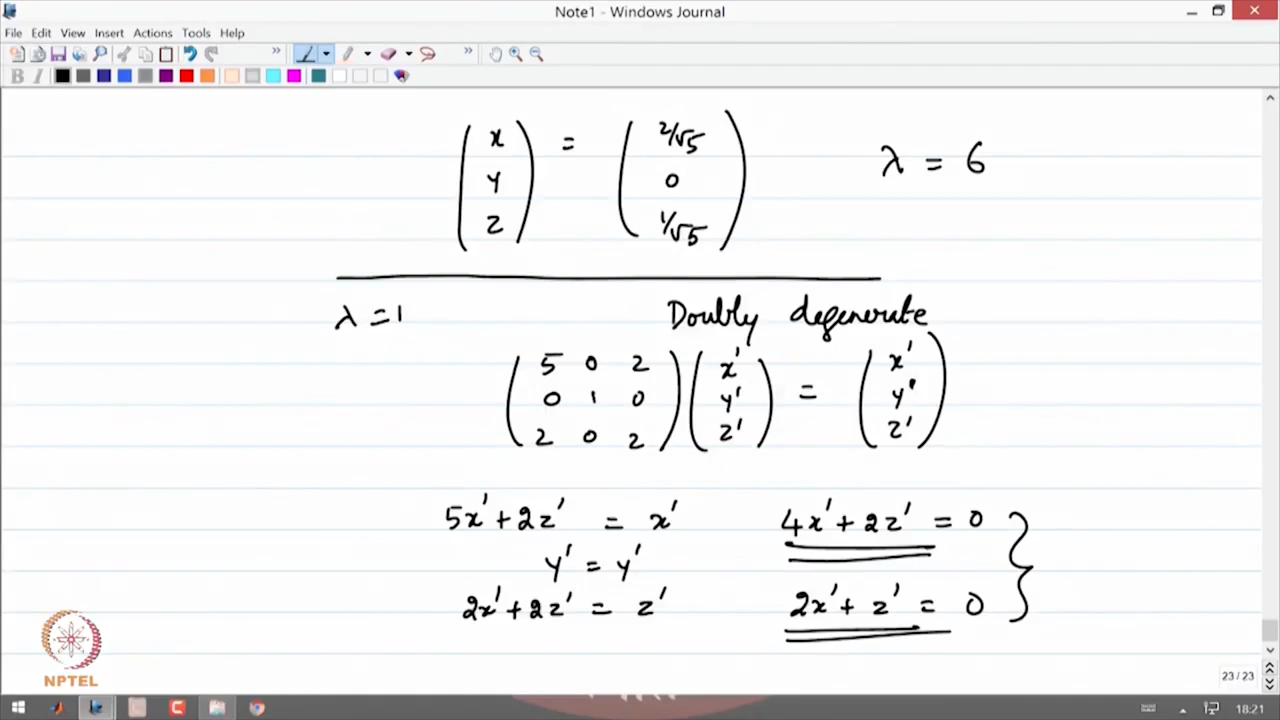 Note1 - Windows Journal
File Edit View Insert Actions Tools Help
B I
(x y z) = (2/√5 0 1/√5) λ = 6
λ = 1 Doubly degenerate
(5 0 2
0 1 0
2 0 2) (x' y' z') = (x' y' z')
5x' + 2z' = x' 4x' + 2z' = 0
y' = y'
2x' + 2z' = z' 2x' + z' = 0
NPTEL
23 / 23
18:21